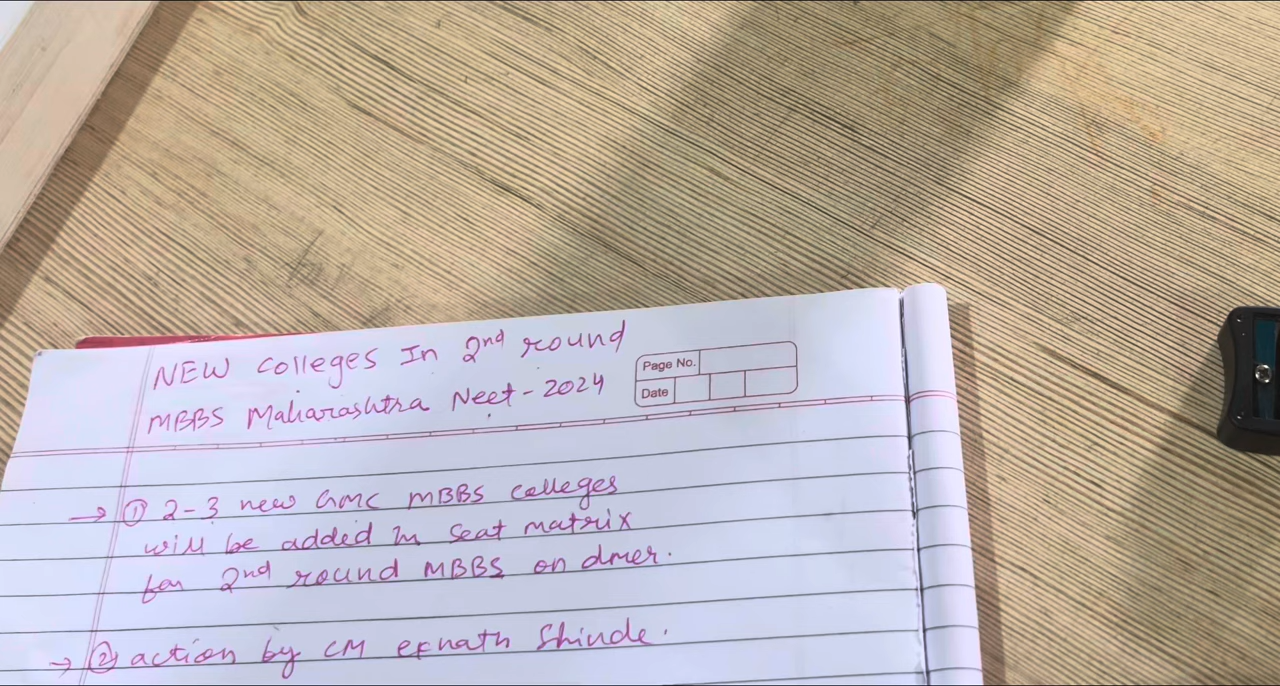 NEW Colleges In 2nd round
MBBS Maharashtra Neet - 2024
Page No.
Date
→ ① 2-3 new GMC MBBS Colleges
will be added In Seat matrix
for 2nd round MBBS on dmer.
→ ② action by CM eknath Shinde.